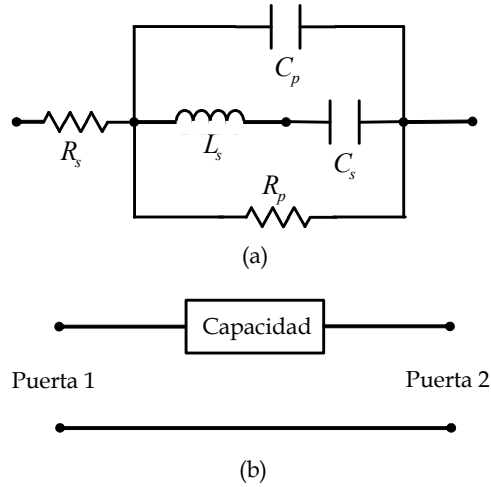 C_p
R_s
L_s
C_s
R_p
(a)
Capacidad
Puerta 1
Puerta 2
(b)